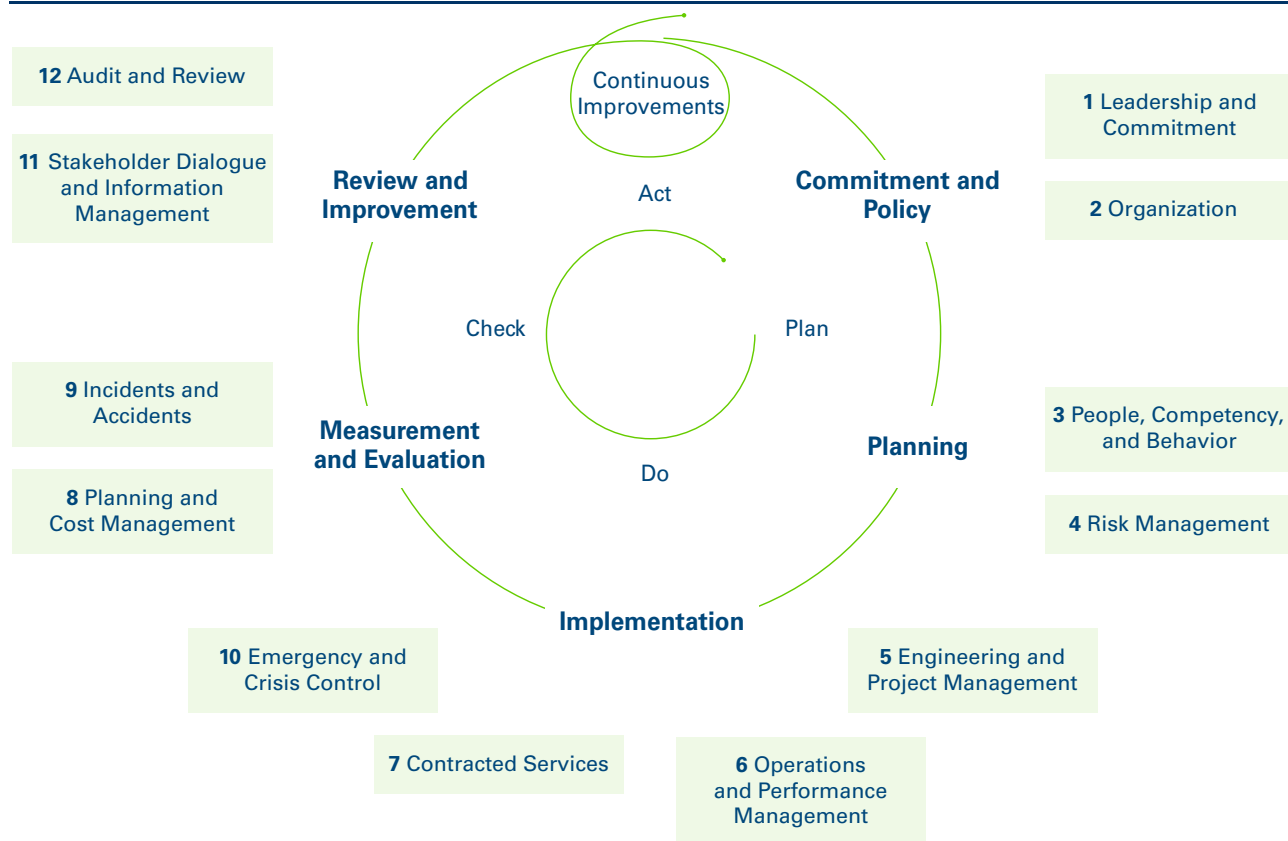 Continuous
Improvements
Act
Plan
Do
Check
Commitment and
Policy
Planning
Implementation
Measurement
and Evaluation
Review and
Improvement
1 Leadership and
Commitment
2 Organization
3 People, Competency,
and Behavior
4 Risk Management
5 Engineering and
Project Management
6 Operations
and Performance
Management
7 Contracted Services
10 Emergency and
Crisis Control
8 Planning and
Cost Management
9 Incidents and
Accidents
11 Stakeholder Dialogue
and Information
Management
12 Audit and Review